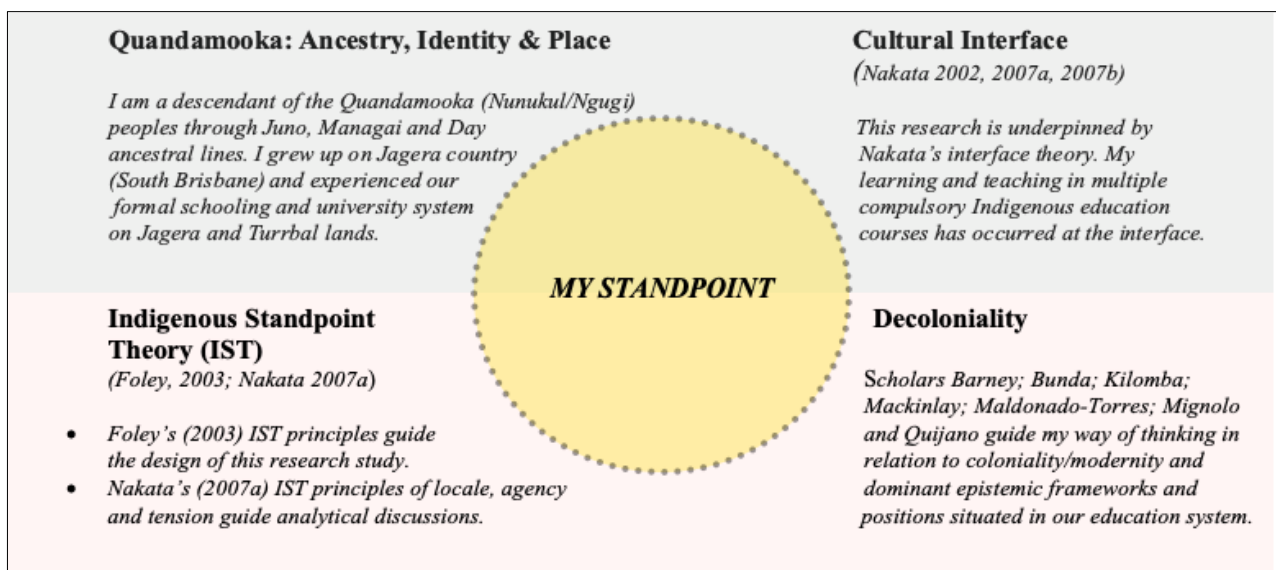 Quandamooka: Ancestry, Identity & Place
I am a descendant of the Quandamooka (Nunukul/Ngugi)
peoples through Juno, Managai and Day
ancestral lines. I grew up on Jagera country
(South Brisbane) and experienced our
formal schooling and university system
on Jagera and Turrbal lands.
Cultural Interface
(Nakata 2002, 2007a, 2007b)
This research is underpinned by
Nakata’s interface theory. My
learning and teaching in multiple
compulsory Indigenous education
courses has occurred at the interface.
MY STANDPOINT
Indigenous Standpoint
Theory (IST)
(Foley, 2003; Nakata 2007a)
• Foley’s (2003) IST principles guide
the design of this research study.
• Nakata’s (2007a) IST principles of locale, agency
and tension guide analytical discussions.
Decoloniality
Scholars Barney; Bunda; Kilomba;
Mackinlay; Maldonado-Torres; Mignolo
and Quijano guide my way of thinking in
relation to coloniality/modernity and
dominant epistemic frameworks and
positions situated in our education system.